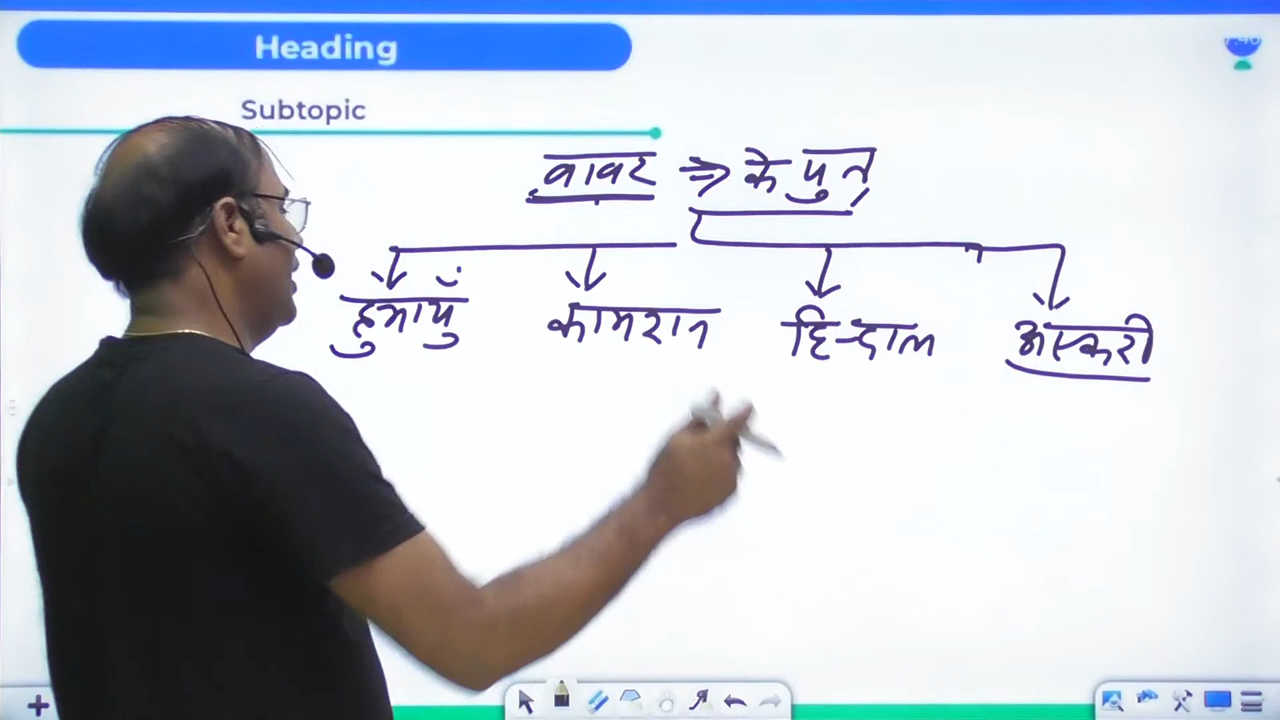 Heading
Subtopic
बाबर ⇒ के पुत्र
हुमायुँ कामरान हिन्दाल अस्करी